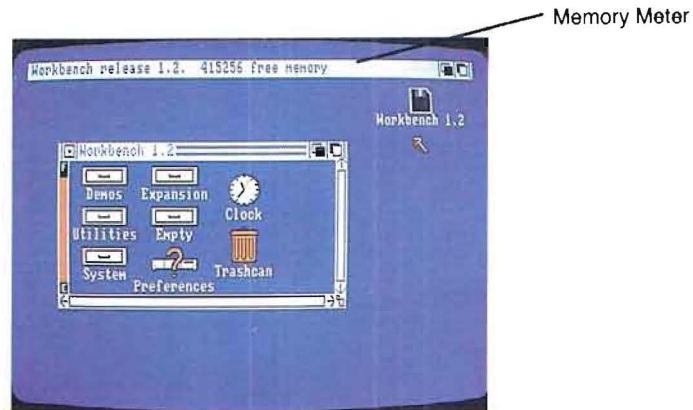 Memory Meter
Workbench release 1.2. 415256 free memory
Workbench 1.2
Workbench 1.2
Demos Expansion Clock
Utilities Empty
System Preferences Trashcan